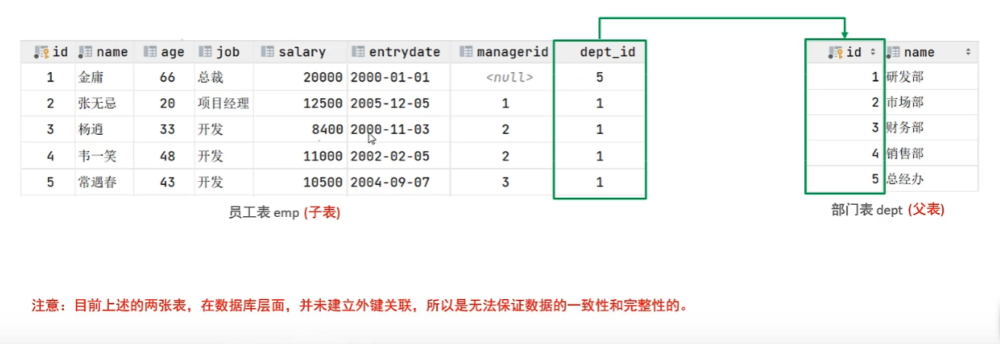 id name age job salary entrydate managerid dept_id
1 金庸 66 总裁 20000 2000-01-01 <null> 5
2 张无忌 20 项目经理 12500 2005-12-05 1 1
3 杨逍 33 开发 8400 2000-11-03 2 1
4 韦一笑 48 开发 11000 2002-02-05 2 1
5 常遇春 43 开发 10500 2004-09-07 3 1
员工表 emp (子表)
id name
1 研发部
2 市场部
3 财务部
4 销售部
5 总经办
部门表 dept (父表)
注意：目前上述的两张表，在数据库层面，并未建立外键关联，所以是无法保证数据的一致性和完整性的。